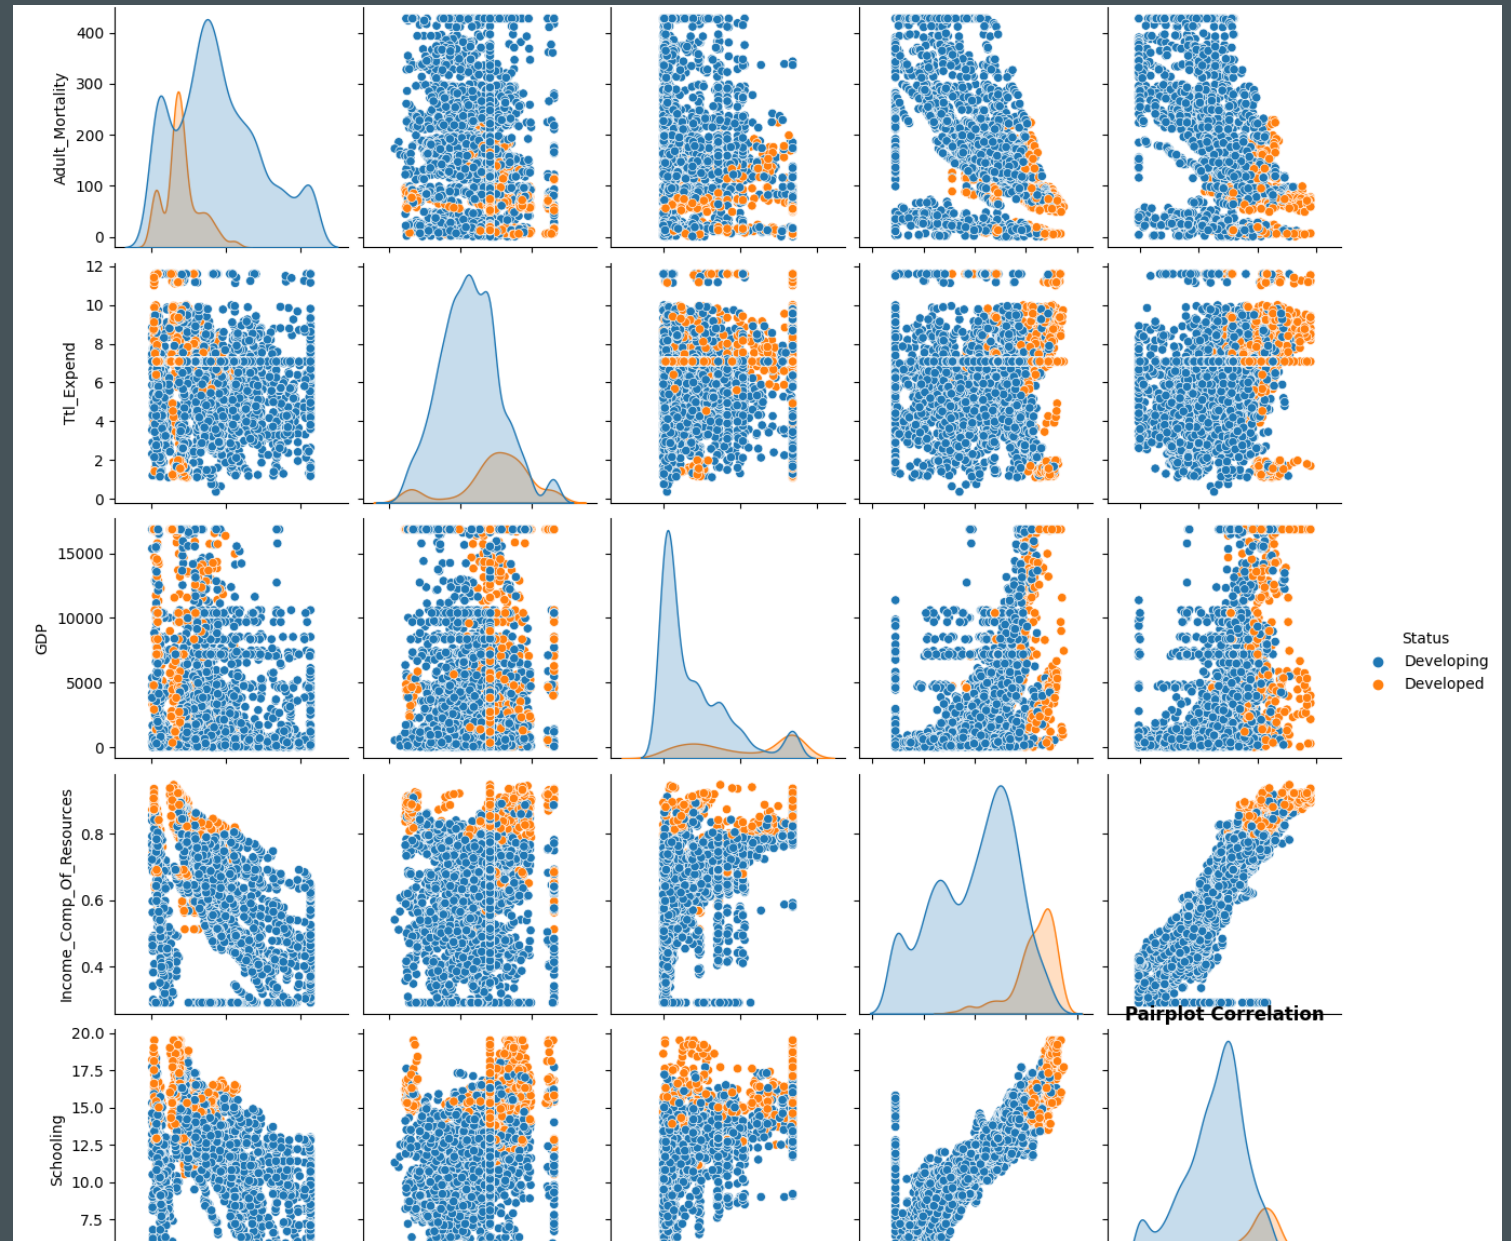 Adult_Mortality
400
300
200
100
0
Ttl_Expend
12
10
8
6
4
2
0
GDP
15000
10000
5000
0
Status
Developing
Developed
Income_Comp_Of_Resources
0.8
0.6
0.4
Pairplot Correlation
Schooling
20.0
17.5
15.0
12.5
10.0
7.5